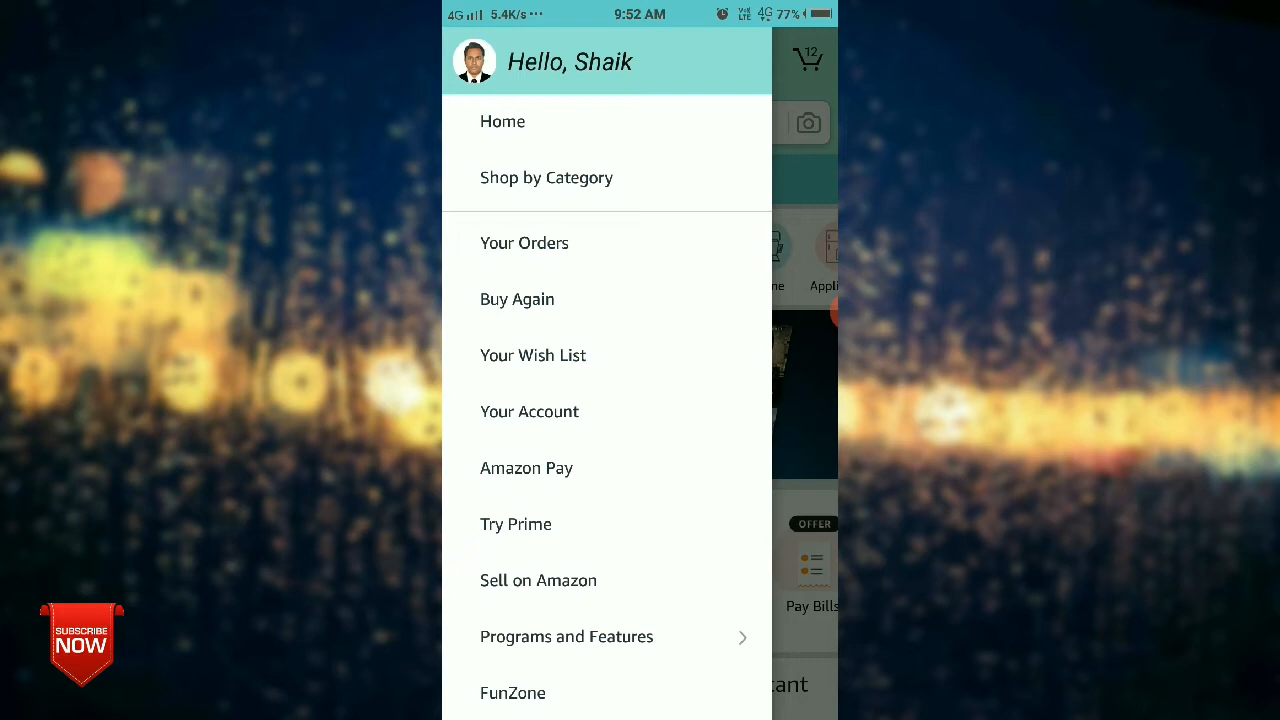 4G 5.4K/s ··· 9:52 AM VoLTE 4G 77%
Hello, Shaik
12
Home
Shop by Category
Your Orders
Buy Again
Your Wish List
Your Account
Amazon Pay
Try Prime
OFFER
Sell on Amazon
Pay Bills
Programs and Features
FunZone
SUBSCRIBE
NOW